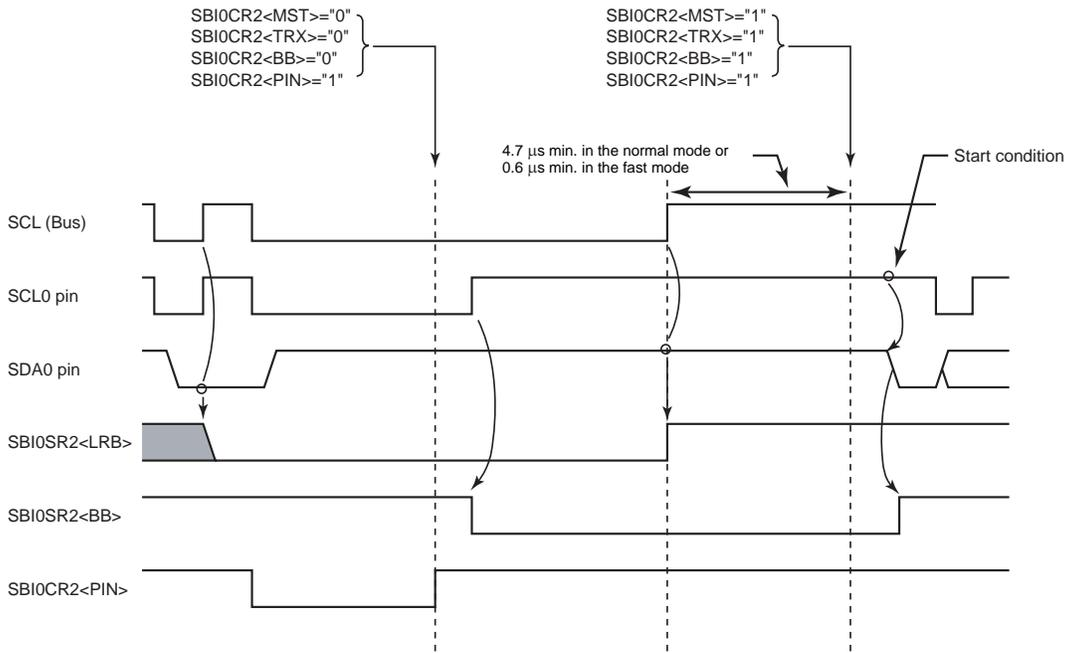 SBI0CR2<MST>="0"
SBI0CR2<TRX>="0"
SBI0CR2<BB>="0"
SBI0CR2<PIN>="1"
SBI0CR2<MST>="1"
SBI0CR2<TRX>="1"
SBI0CR2<BB>="1"
SBI0CR2<PIN>="1"
4.7 μs min. in the normal mode or
0.6 μs min. in the fast mode
Start condition
SCL (Bus)
SCL0 pin
SDA0 pin
SBI0SR2<LRB>
SBI0SR2<BB>
SBI0CR2<PIN>